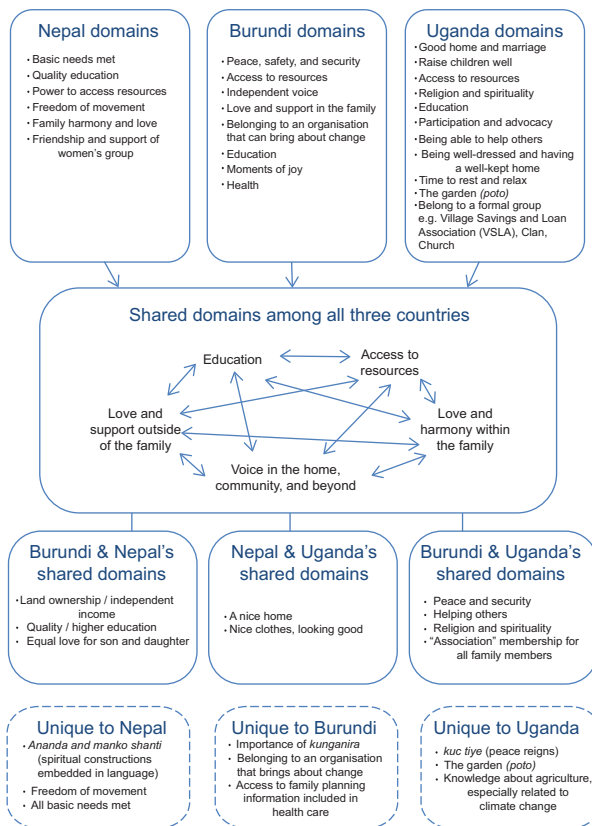 Nepal domains
· Basic needs met
· Quality education
· Power to access resources
· Freedom of movement
· Family harmony and love
· Friendship and support of
women's group
Burundi domains
· Peace, safety, and security
· Access to resources
· Independent voice
· Love and support in the family
· Belonging to an organisation
that can bring about change
· Education
· Moments of joy
· Health
Uganda domains
· Good home and marriage
· Raise children well
· Access to resources
· Religion and spirituality
· Education
· Participation and advocacy
· Being able to help others
· Being well-dressed and having
a well-kept home
· Time to rest and relax
· The garden (poto)
· Belong to a formal group
e.g. Village Savings and Loan
Association (VSLA), Clan,
Church
Shared domains among all three countries
Education
Access to
resources
Love and
support outside
of the family
Love and
harmony within
the family
Voice in the home,
community, and beyond
Burundi & Nepal's
shared domains
· Land ownership / independent
income
· Quality / higher education
· Equal love for son and daughter
Nepal & Uganda's
shared domains
· A nice home
· Nice clothes, looking good
Burundi & Uganda's
shared domains
· Peace and security
· Helping others
· Religion and spirituality
· "Association" membership for
all family members
Unique to Nepal
· Ananda and manko shanti
(spiritual constructions
embedded in language)
· Freedom of movement
· All basic needs met
Unique to Burundi
· Importance of kunganira
· Belonging to an organisation
that brings about change
· Access to family planning
information included in
health care
Unique to Uganda
· kuc tiye (peace reigns)
· The garden (poto)
· Knowledge about agriculture,
especially related to
climate change